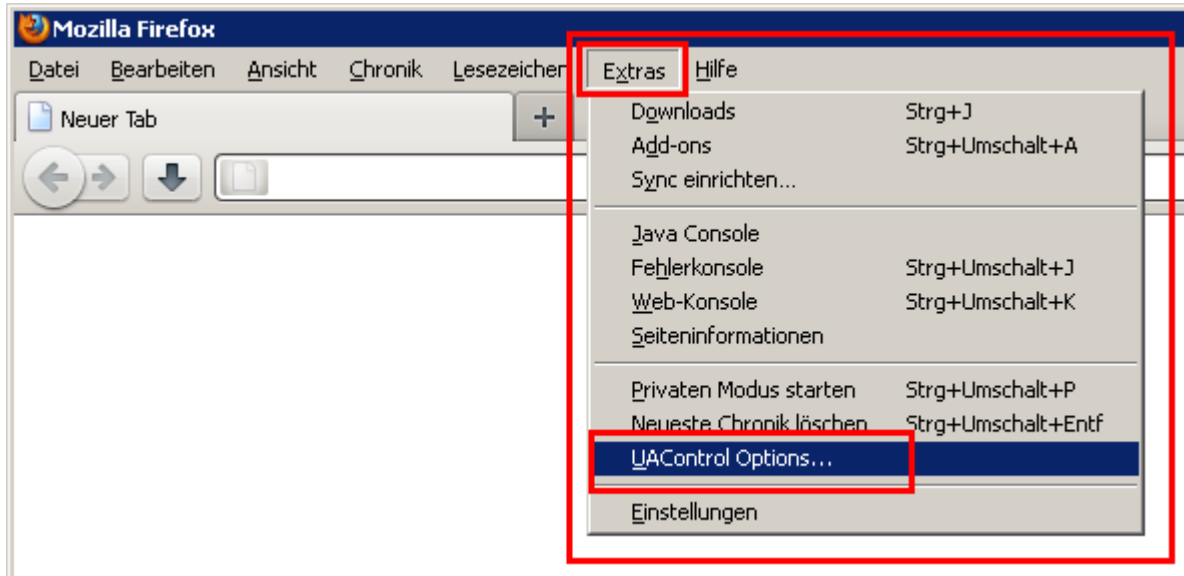 Mozilla Firefox
Datei Bearbeiten Ansicht Chronik Lesezeichen Extras Hilfe
Neuer Tab
Downloads Strg+J
Add-ons Strg+Umschalt+A
Sync einrichten...
Java Console
Fehlerkonsole Strg+Umschalt+J
Web-Konsole Strg+Umschalt+K
Seiteninformationen
Privaten Modus starten Strg+Umschalt+P
Neueste Chronik löschen Strg+Umschalt+Entf
UAControl Options...
Einstellungen